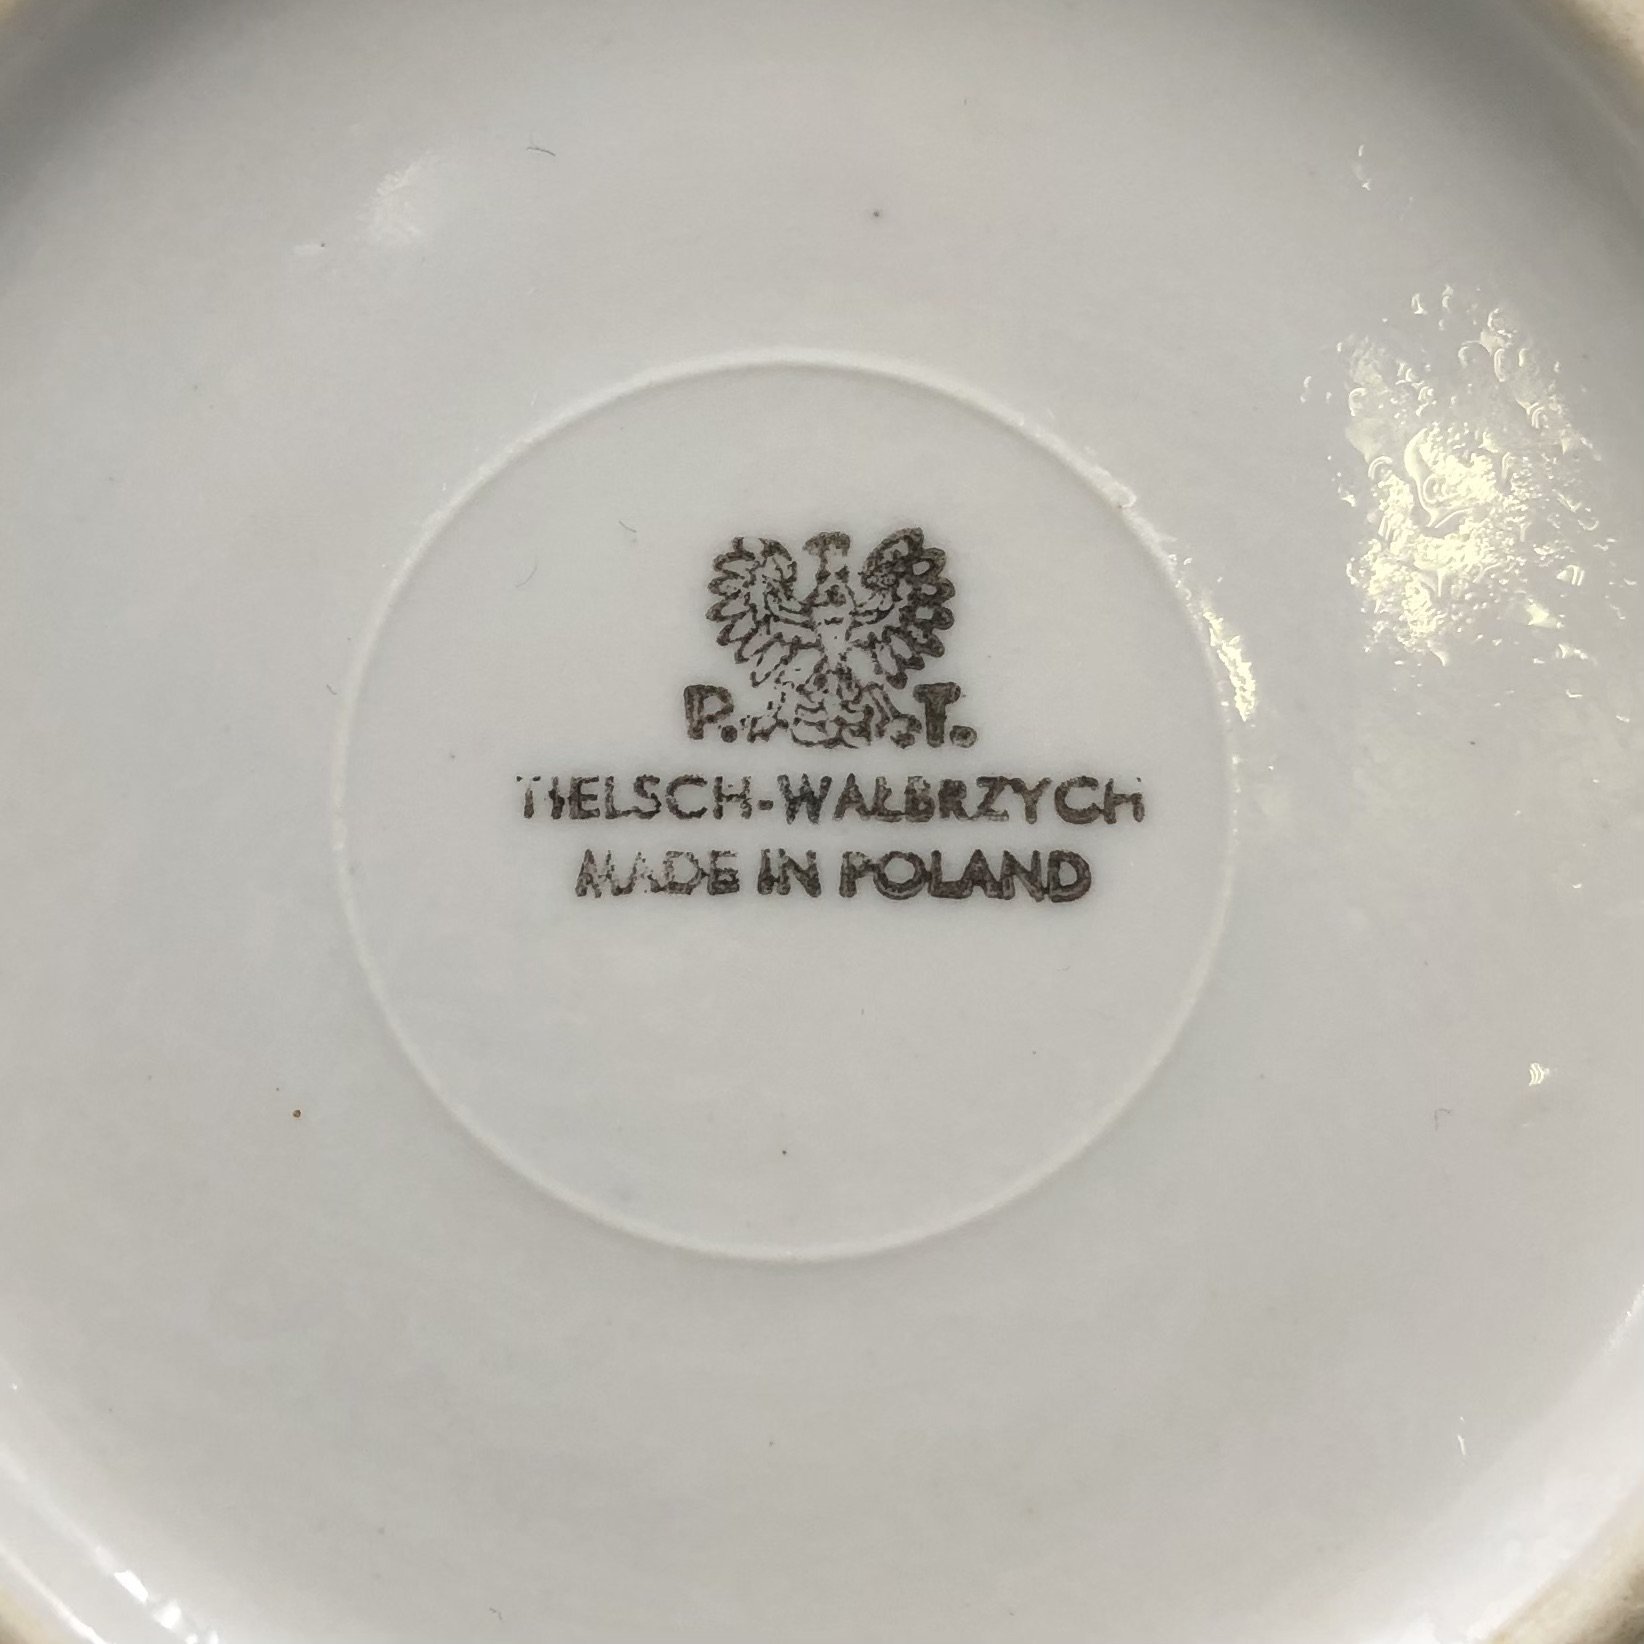 P. T.
TIELSCH-WAŁBRZYCH
MADE IN POLAND